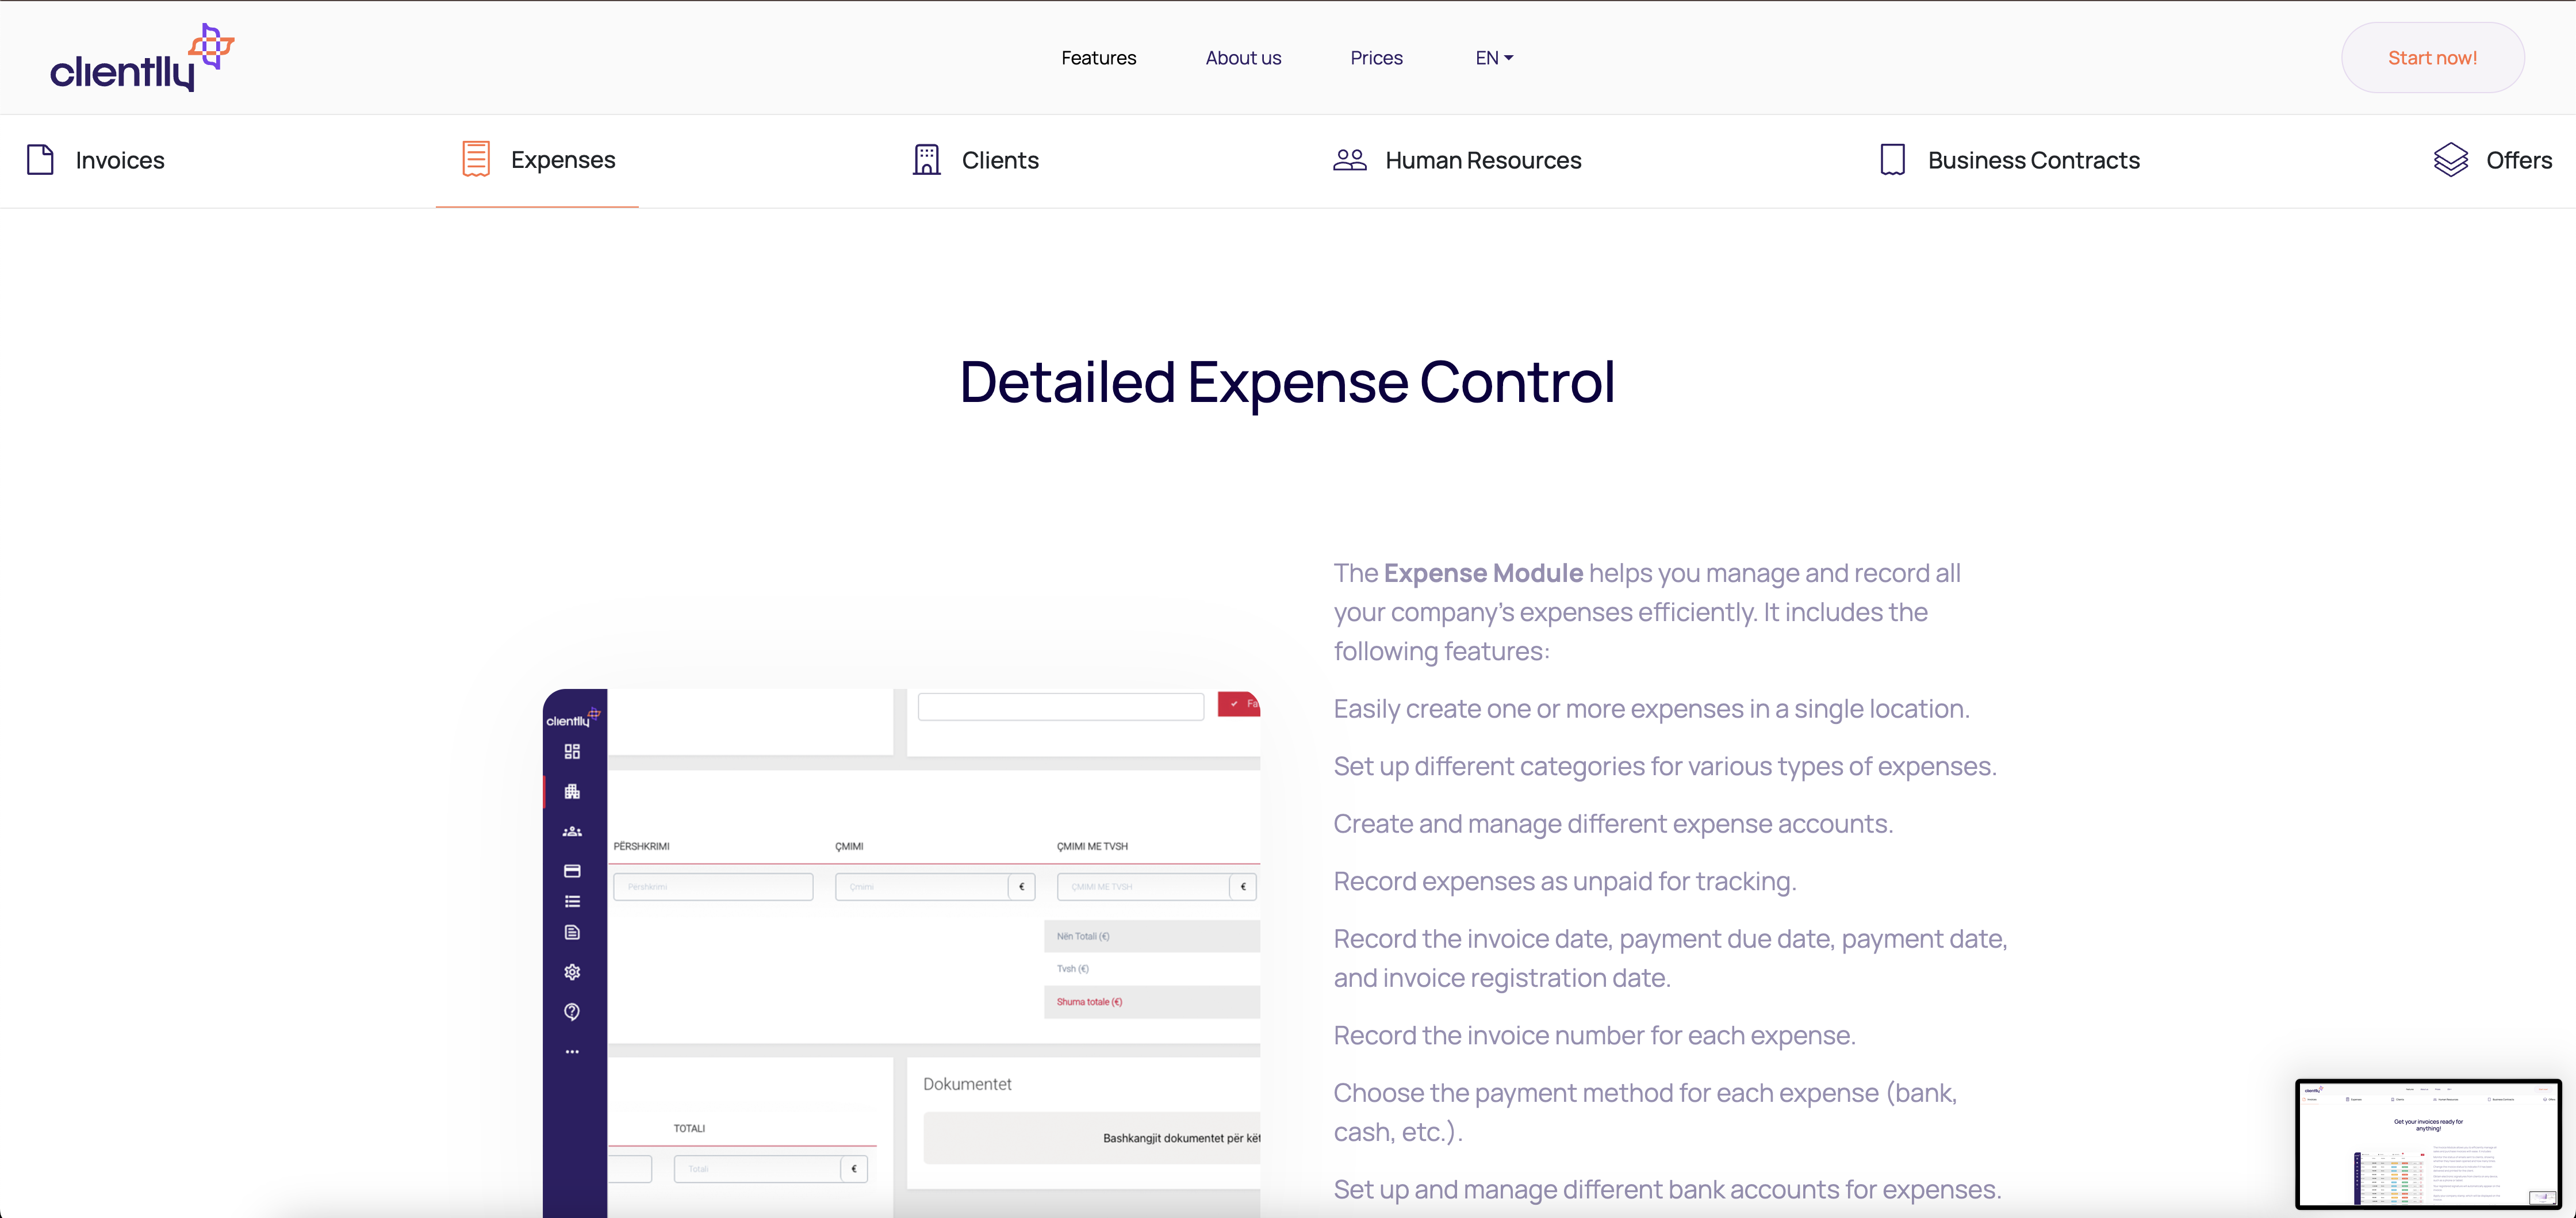 clientlly
Features
About us
Prices
EN
Start now!
Invoices
Expenses
Clients
Human Resources
Business Contracts
Offers
Detailed Expense Control
The Expense Module helps you manage and record all
your company's expenses efficiently. It includes the
following features:
Easily create one or more expenses in a single location.
Set up different categories for various types of expenses.
Create and manage different expense accounts.
Record expenses as unpaid for tracking.
Record the invoice date, payment due date, payment date,
and invoice registration date.
Record the invoice number for each expense.
Choose the payment method for each expense (bank,
cash, etc.).
Set up and manage different bank accounts for expenses.
clientlly
PËRSHKRIMI
ÇMIMI
ÇMIMI ME TVSH
Përshkrimi
Çmimi
€
ÇMIMI ME TVSH
€
Nën Totali (€)
Tvsh (€)
Shuma totale (€)
Dokumentet
Bashkangjit dokumentet për
TOTALI
Totali
€
Get your invoices ready for
anything!